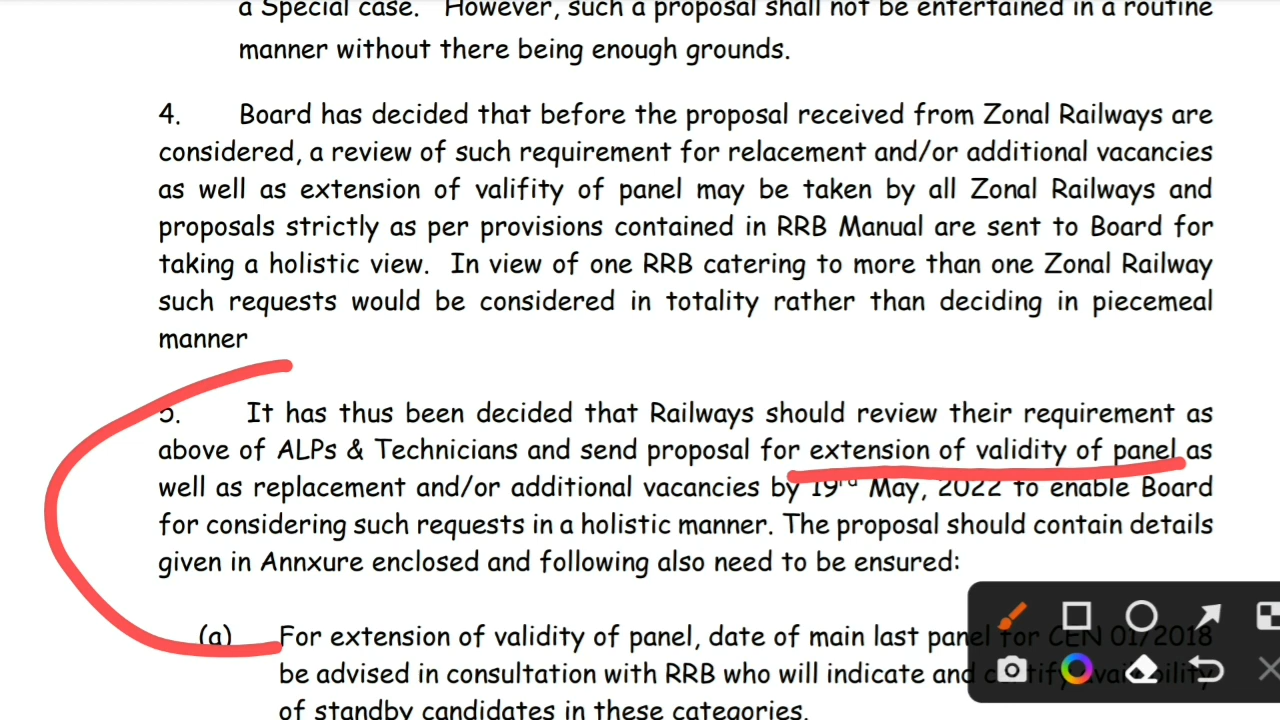 a Special case. However, such a proposal shall not be entertained in a routine
manner without there being enough grounds.
4. Board has decided that before the proposal received from Zonal Railways are
considered, a review of such requirement for relacement and/or additional vacancies
as well as extension of valifity of panel may be taken by all Zonal Railways and
proposals strictly as per provisions contained in RRB Manual are sent to Board for
taking a holistic view. In view of one RRB catering to more than one Zonal Railway
such requests would be considered in totality rather than deciding in piecemeal
manner
5. It has thus been decided that Railways should review their requirement as
above of ALPs & Technicians and send proposal for extension of validity of panel as
well as replacement and/or additional vacancies by 19rd May, 2022 to enable Board
for considering such requests in a holistic manner. The proposal should contain details
given in Annxure enclosed and following also need to be ensured:
(a) For extension of validity of panel, date of main last panel for CEN 01/2018
be advised in consultation with RRB who will indicate and certify availability
of standby candidates in these categories.